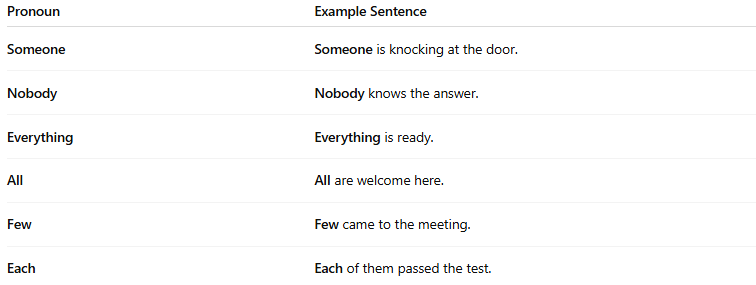 Pronoun Example Sentence
Someone Someone is knocking at the door.
Nobody Nobody knows the answer.
Everything Everything is ready.
All All are welcome here.
Few Few came to the meeting.
Each Each of them passed the test.